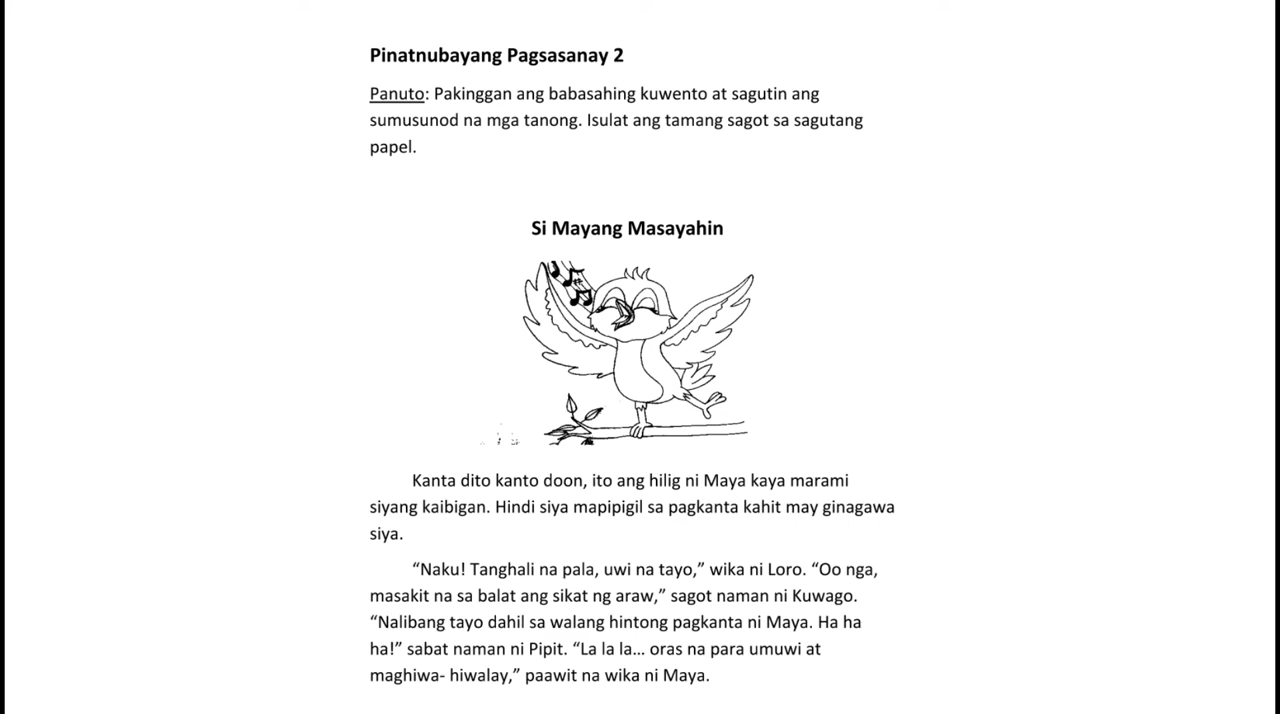 Pinatnubayang Pagsasanay 2
Panuto: Pakinggan ang babasahing kuwento at sagutin ang
sumusunod na mga tanong. Isulat ang tamang sagot sa sagutang
papel.
Si Mayang Masayahin
Kanta dito kanto doon, ito ang hilig ni Maya kaya marami
siyang kaibigan. Hindi siya mapipigil sa pagkanta kahit may ginagawa
siya.
“Naku! Tanghali na pala, uwi na tayo,” wika ni Loro. “Oo nga,
masakit na sa balat ang sikat ng araw,” sagot naman ni Kuwago.
“Nalibang tayo dahil sa walang hintong pagkanta ni Maya. Ha ha
ha!” sabat naman ni Pipit. “La la la… oras na para umuwi at
maghiwa- hiwalay,” paawit na wika ni Maya.